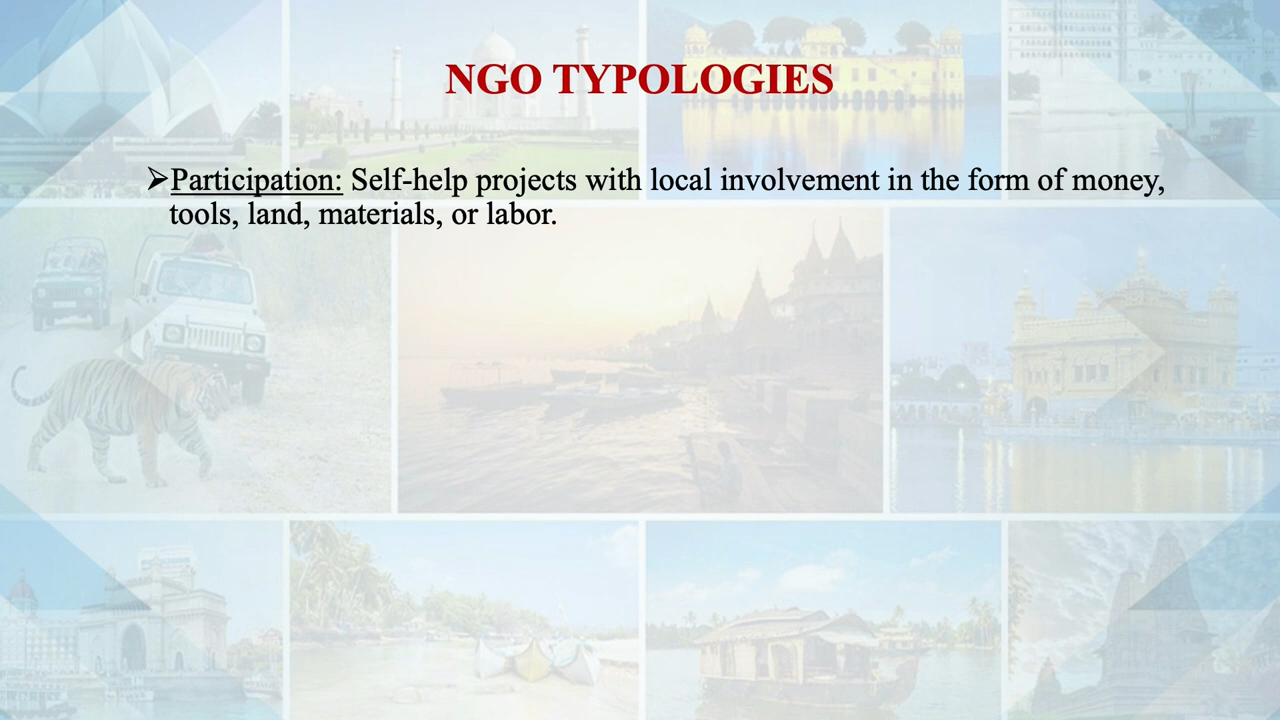 NGO TYPOLOGIES
➢Participation: Self-help projects with local involvement in the form of money,
tools, land, materials, or labor.